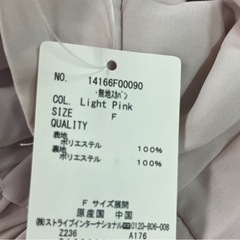 NO. 14166F00090
・無地ｽｶﾊﾟﾝ
COL. Light Pink
SIZE F
QUALITY
表地
ポリエステル 100%
裏地
ポリエステル 100%
F サイズ展開
原産国 中国
㈱ストライプインターナショナル ☎0120-806-008
Z236 A176